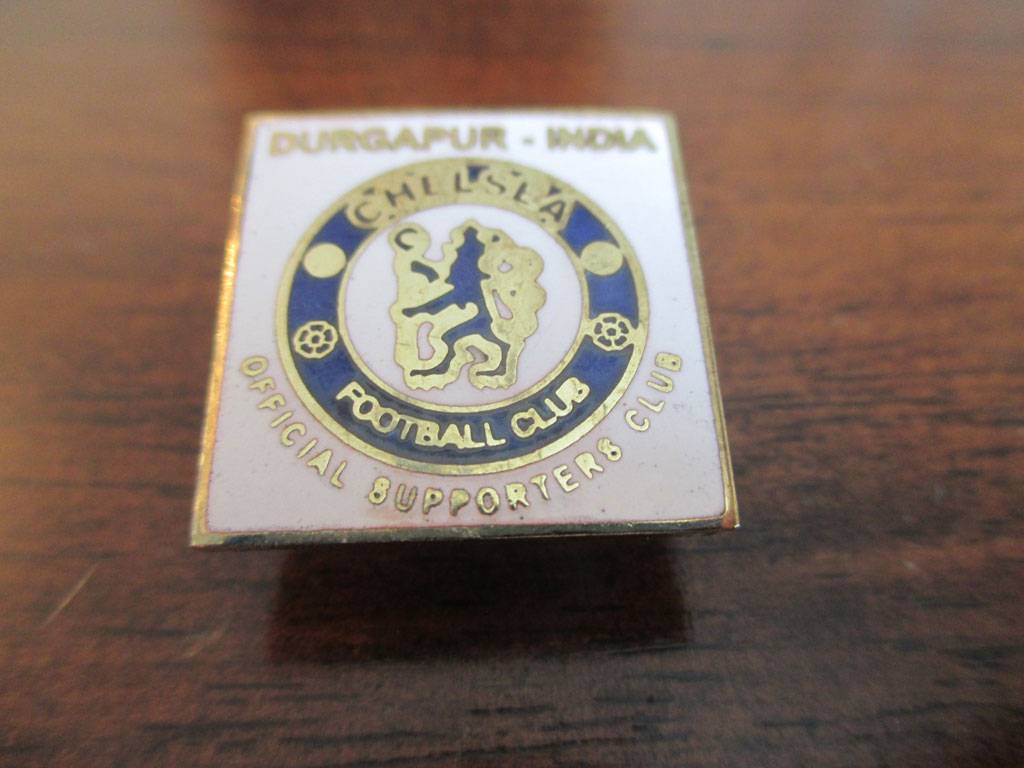 DURGAPUR - INDIA
CHELSEA
FOOTBALL CLUB
OFFICIAL SUPPORTERS CLUB